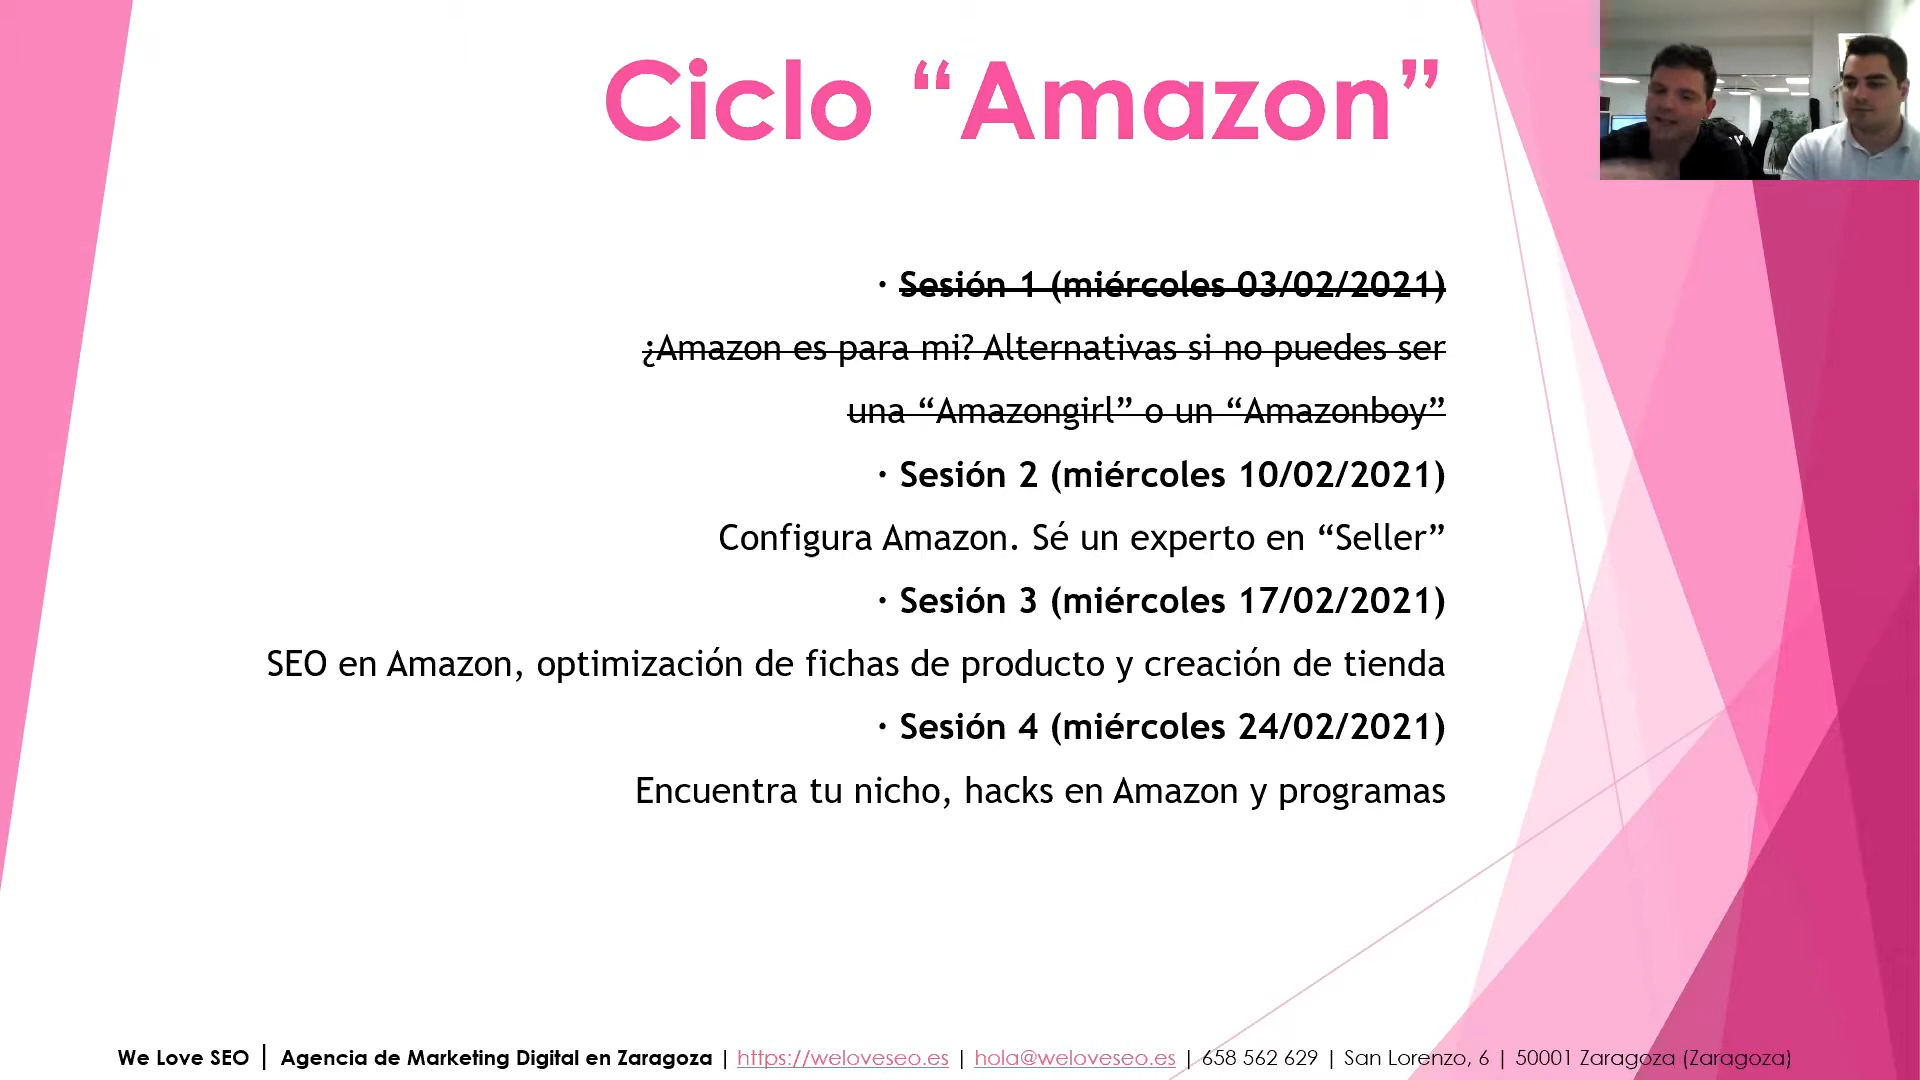 Ciclo “Amazon”
· Sesión 1 (miércoles 03/02/2021)
¿Amazon es para mi? Alternativas si no puedes ser
una “Amazongirl” o un “Amazonboy”
· Sesión 2 (miércoles 10/02/2021)
Configura Amazon. Sé un experto en “Seller”
· Sesión 3 (miércoles 17/02/2021)
SEO en Amazon, optimización de fichas de producto y creación de tienda
· Sesión 4 (miércoles 24/02/2021)
Encuentra tu nicho, hacks en Amazon y programas
We Love SEO | Agencia de Marketing Digital en Zaragoza | https://weloveseo.es | hola@weloveseo.es | 658 562 629 | San Lorenzo, 6 | 50001 Zaragoza (Zaragoza)